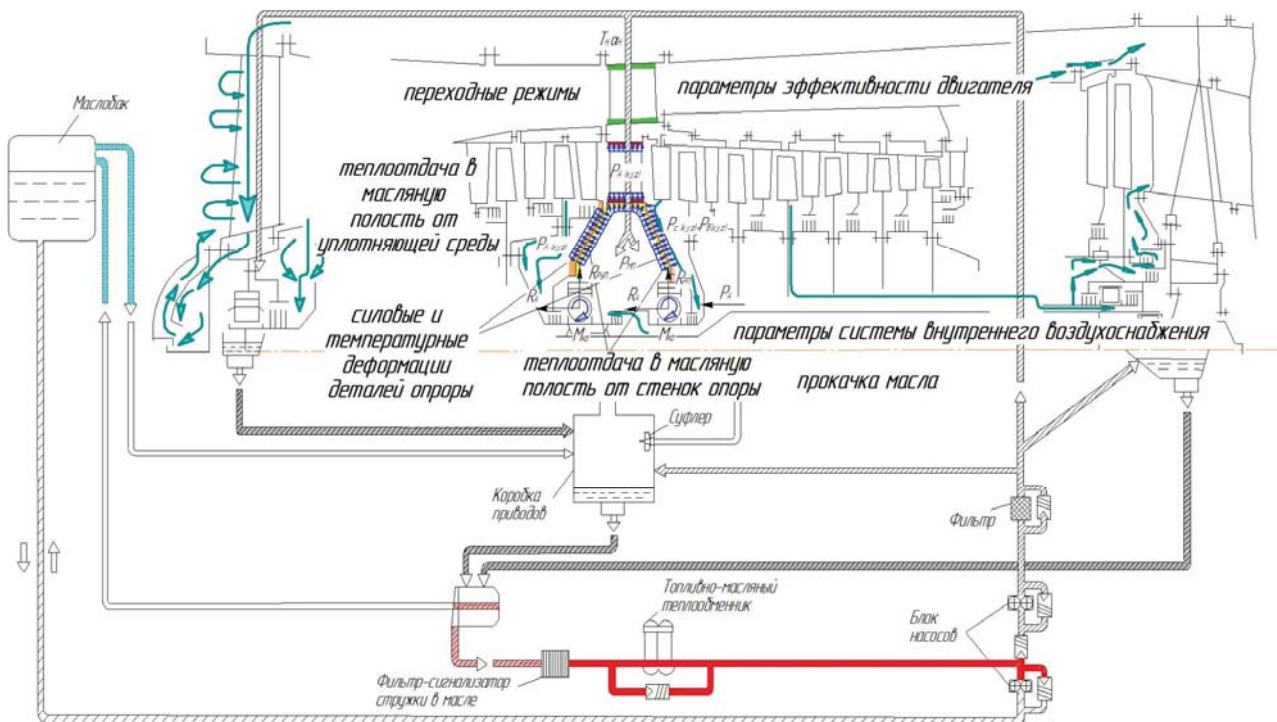 Маслобак
Tₙαₙ
переходные режимы
параметры эффективности двигателя
теплоотдача в
масляную
полость от
уплотняющей среды
силовые и
температурные
деформации
деталей опроры
теплоотдача в масляную
полость от стенок опоры
параметры системы внутреннего воздухоснабжения
прокачка масла
Суфлер
Коробка
приводов
Фильтр
Топливно-масляный
теплообменник
Блок
насосов
Фильтр-сигнализатор
стружки в масле